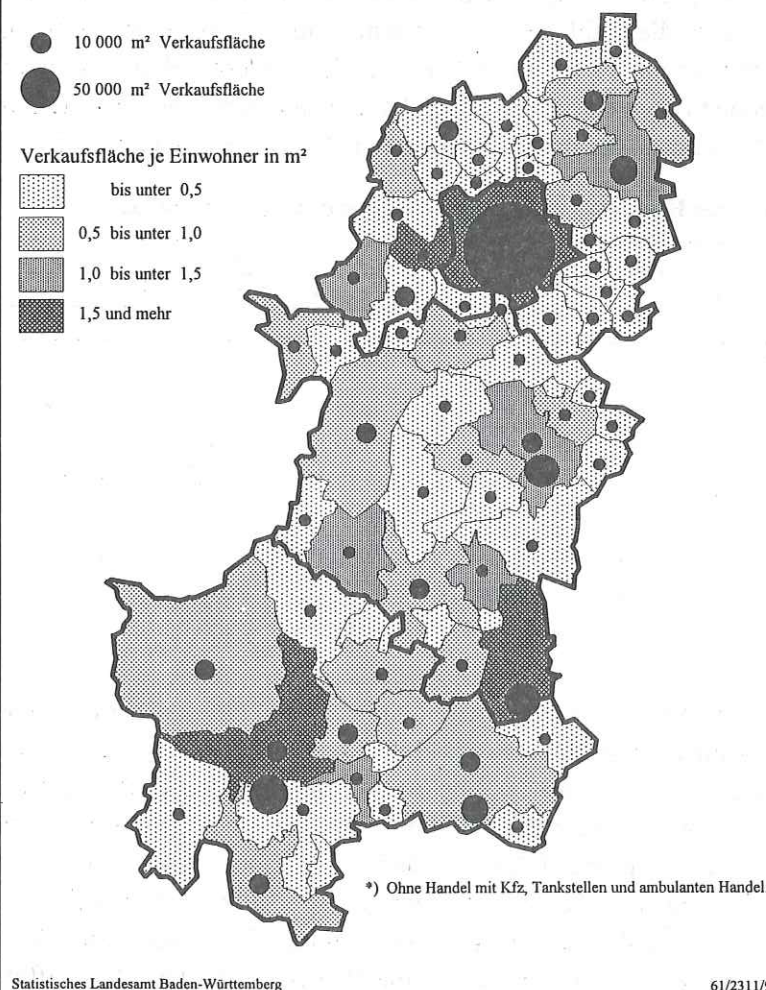 10 000 m² Verkaufsfläche
50 000 m² Verkaufsfläche
Verkaufsfläche je Einwohner in m²
bis unter 0,5
0,5 bis unter 1,0
1,0 bis unter 1,5
1,5 und mehr
*) Ohne Handel mit Kfz, Tankstellen und ambulanten Handel
Statistisches Landesamt Baden-Württemberg